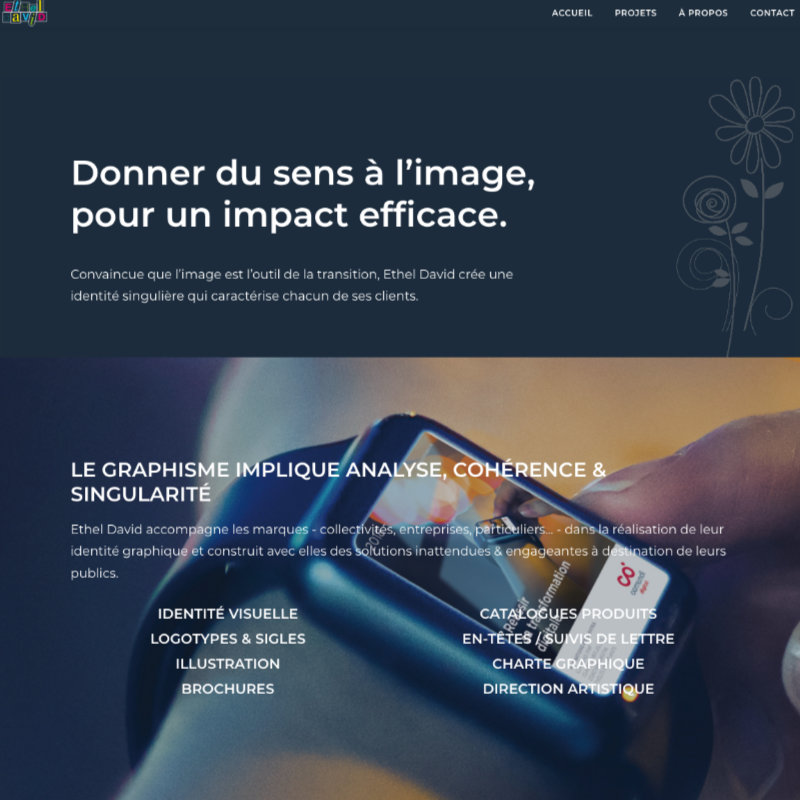 Ethel
David
ACCUEIL PROJETS À PROPOS CONTACT
Donner du sens à l’image,
pour un impact efficace.
Convaincue que l’image est l’outil de la transition, Ethel David crée une
identité singulière qui caractérise chacun de ses clients.
LE GRAPHISME IMPLIQUE ANALYSE, COHÉRENCE &
SINGULARITÉ
Ethel David accompagne les marques - collectivités, entreprises, particuliers... - dans la réalisation de leur
identité graphique et construit avec elles des solutions inattendues & engageantes à destination de leurs
publics.
IDENTITÉ VISUELLE
LOGOTYPES & SIGLES
ILLUSTRATION
BROCHURES
CATALOGUES PRODUITS
EN-TÊTES / SUIVIS DE LETTRE
CHARTE GRAPHIQUE
DIRECTION ARTISTIQUE
co'